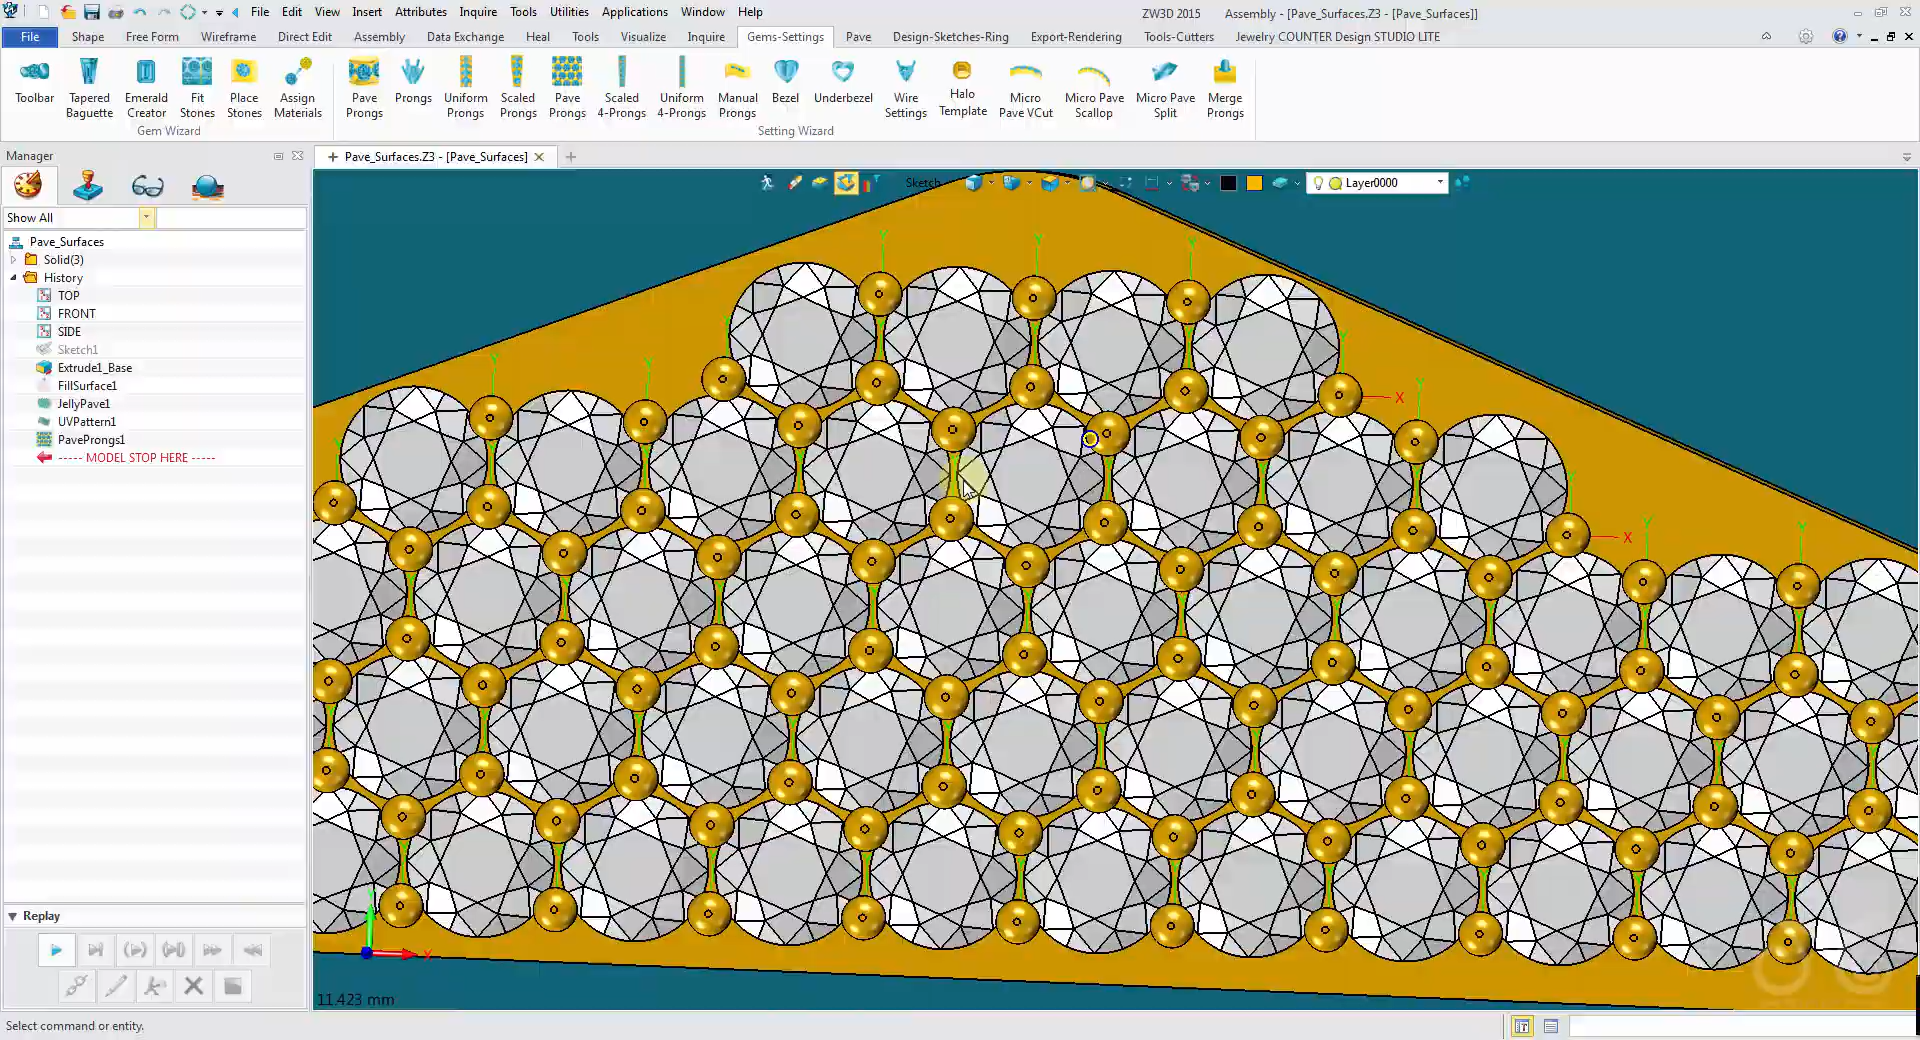 File Edit View Insert Attributes Inquire Tools Utilities Applications Window Help ZW3D 2015 Assembly - [Pave_Surfaces.Z3 - [Pave_Surfaces]]
File Shape Free Form Wireframe Direct Edit Assembly Data Exchange Heal Tools Visualize Inquire Gems-Settings Pave Design-Sketches-Ring Export-Rendering Tools-Cutters Jewelry COUNTER Design STUDIO LITE
Toolbar
Tapered Baguette
Emerald Creator
Fit Stones
Place Stones
Assign Materials
Pave Prongs
Prongs
Uniform Prongs
Scaled Prongs
Pave Prongs
Scaled 4-Prongs
Uniform 4-Prongs
Manual Prongs
Bezel
Underbezel
Wire Settings
Halo Template
Micro Pave VCut
Micro Pave Scallop
Micro Pave Split
Merge Prongs
Gem Wizard Setting Wizard
Manager
Pave_Surfaces.Z3 - [Pave_Surfaces]
Sketch Layer0000
Show All
Pave_Surfaces
Solid(3)
History
TOP
FRONT
SIDE
Sketch1
Extrude1_Base
FillSurface1
JellyPave1
UVPattern1
PaveProngs1
----- MODEL STOP HERE -----
Y Y Y
X
X
Replay
X
11.423 mm
Select command or entity.